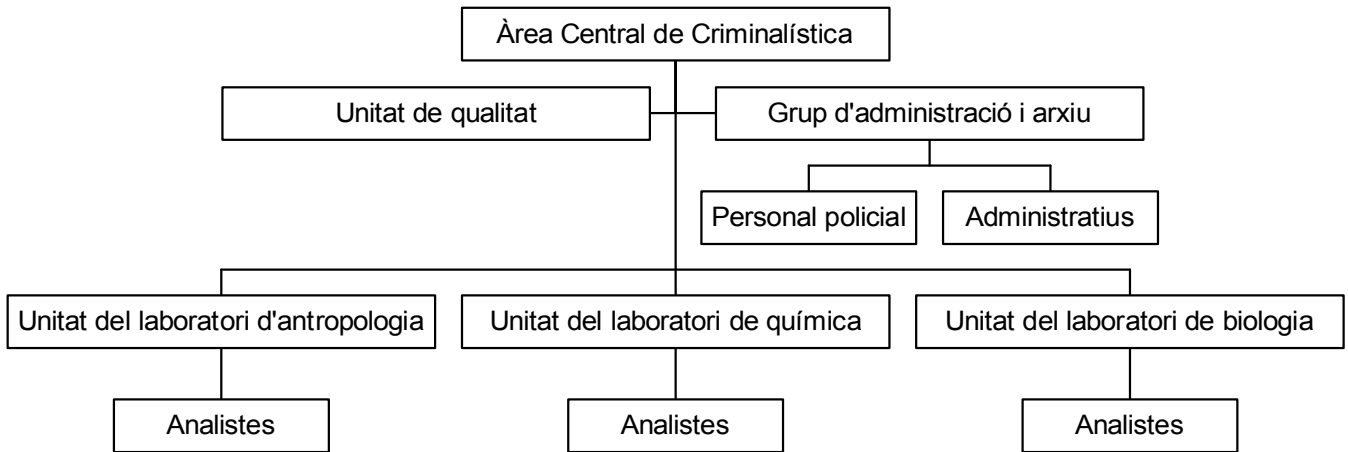 Àrea Central de Criminalística
Unitat de qualitat
Grup d'administració i arxiu
Personal policial
Administratius
Unitat del laboratori d'antropologia
Unitat del laboratori de química
Unitat del laboratori de biologia
Analistes
Analistes
Analistes